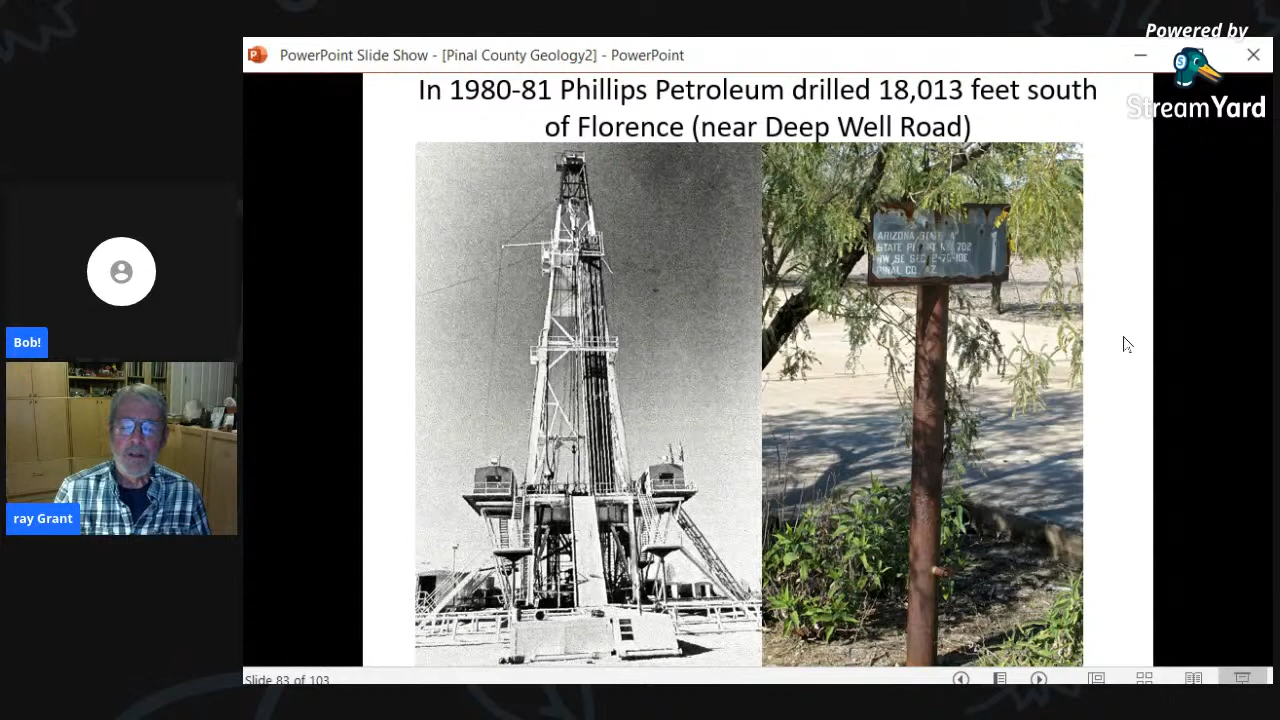 Powered by
StreamYard
PowerPoint Slide Show - [Pinal County Geology2] - PowerPoint
In 1980-81 Phillips Petroleum drilled 18,013 feet south
of Florence (near Deep Well Road)
ARIZONA STATE A
STATE 702
PINAL CO. AZ
Bob!
ray Grant
Slide 83 of 103